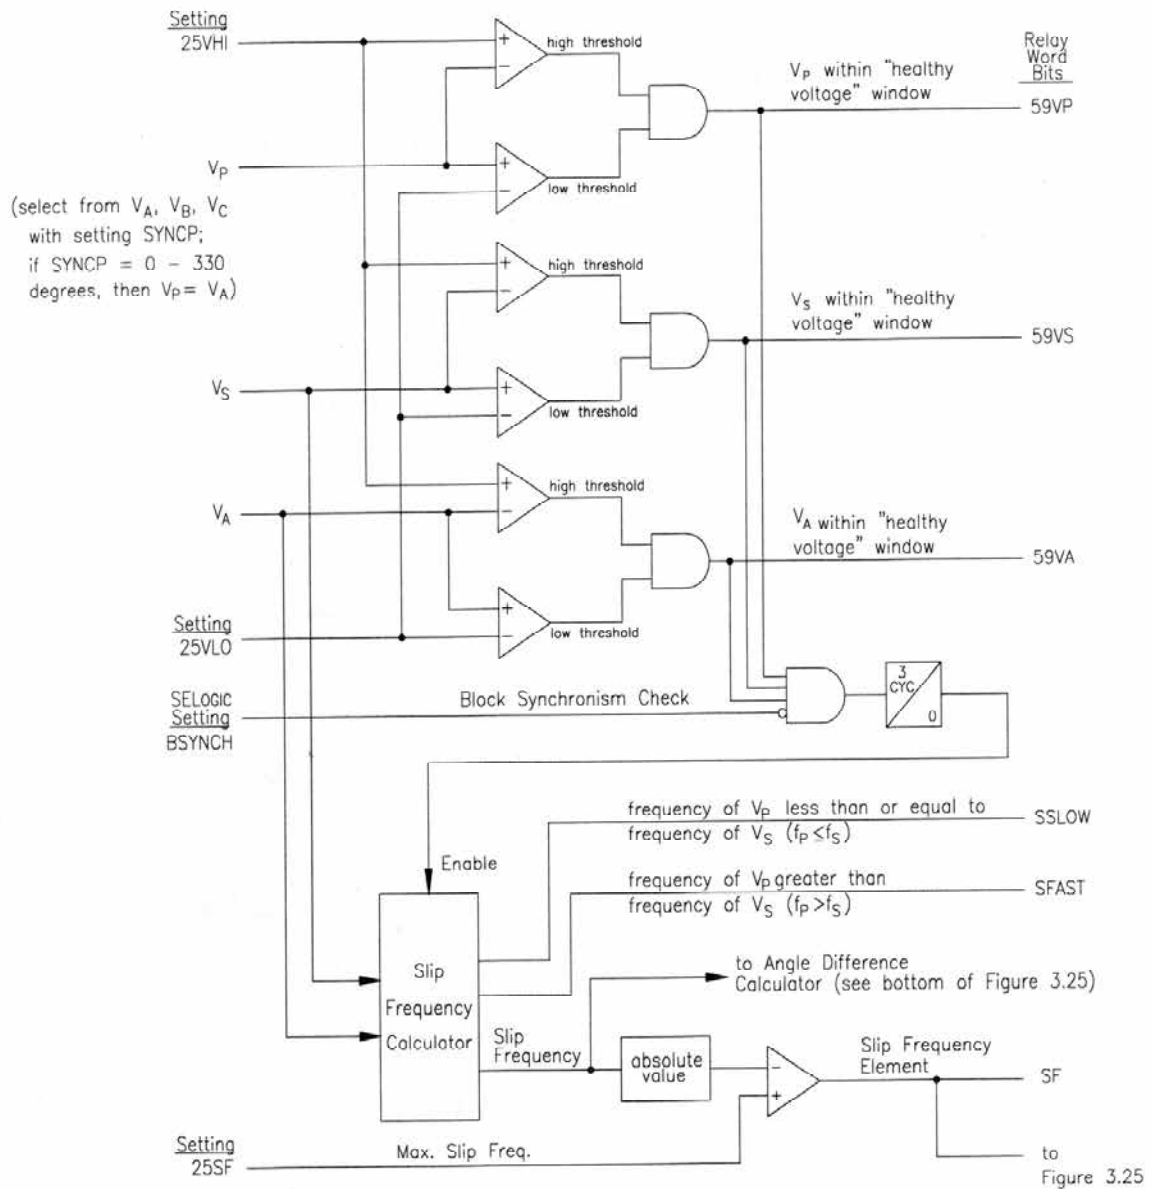 Setting
25VHI
+
−
high threshold
VP within "healthy
voltage" window
Relay
Word
Bits
59VP
VP
+
−
low threshold
(select from VA, VB, VC
with setting SYNCP;
if SYNCP = 0 − 330
degrees, then VP= VA)
+
−
high threshold
VS within "healthy
voltage" window
59VS
VS
+
−
low threshold
+
−
high threshold
VA
VA within "healthy
voltage" window
59VA
+
−
low threshold
Setting
25VLO
SELOGIC
Setting
BSYNCH
Block Synchronism Check
3
CYC
0
frequency of VP less than or equal to
frequency of VS (fP≤fS)
SSLOW
Enable
frequency of VP greater than
frequency of VS (fP>fS)
SFAST
Slip
Frequency
Calculator
to Angle Difference
Calculator (see bottom of Figure 3.25)
Slip
Frequency
absolute
value
−
+
Slip Frequency
Element
SF
Setting
25SF
Max. Slip Freq.
to
Figure 3.25